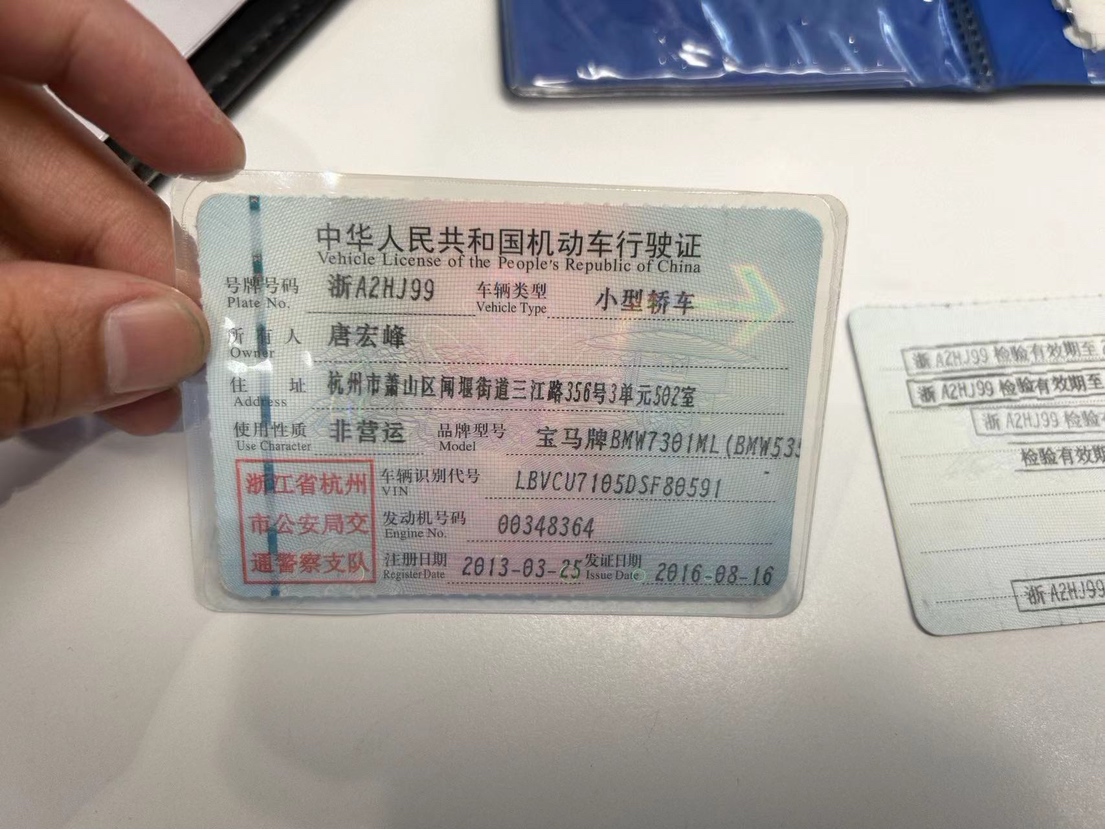 中华人民共和国机动车行驶证
Vehicle License of the People's Republic of China
号牌号码 浙A2HJ99 车辆类型 小型轿车
Plate No. Vehicle Type
所有人 唐宏峰
Owner
住址 杭州市萧山区闻堰街道三江路356号3单元502室
Address
使用性质 非营运 品牌型号 宝马牌BMW7301ML(BMW535
Use Character Model
车辆识别代号 LBVCU7105DSF80591
VIN
发动机号码 00348364
Engine No.
注册日期 2013-03-25 发证日期 2016-08-16
Register Date Issue Date
浙江省杭州
市公安局交
通警察支队
浙A2HJ99 检验有效期至2
浙A2HJ99 检验有效期至
浙A2HJ99 检验有
检验有效期
浙A2HJ99